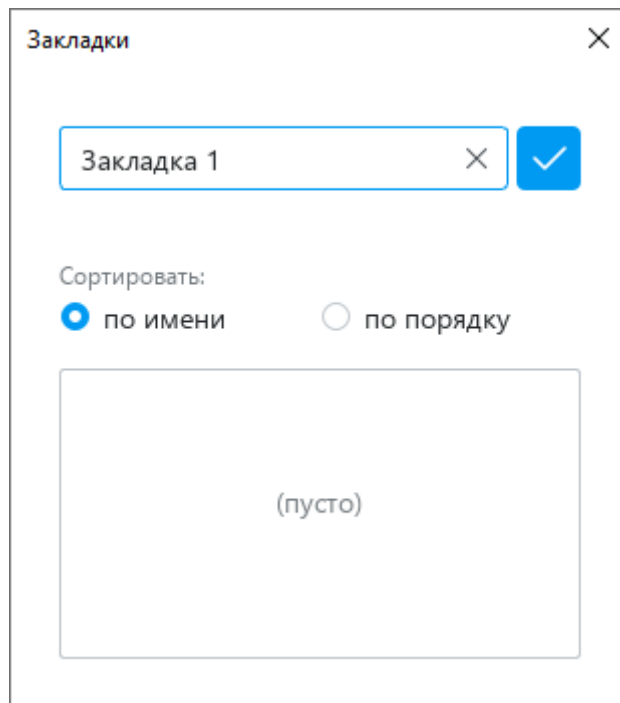 Закладки
Закладка 1
Сортировать:
по имени по порядку
(пусто)